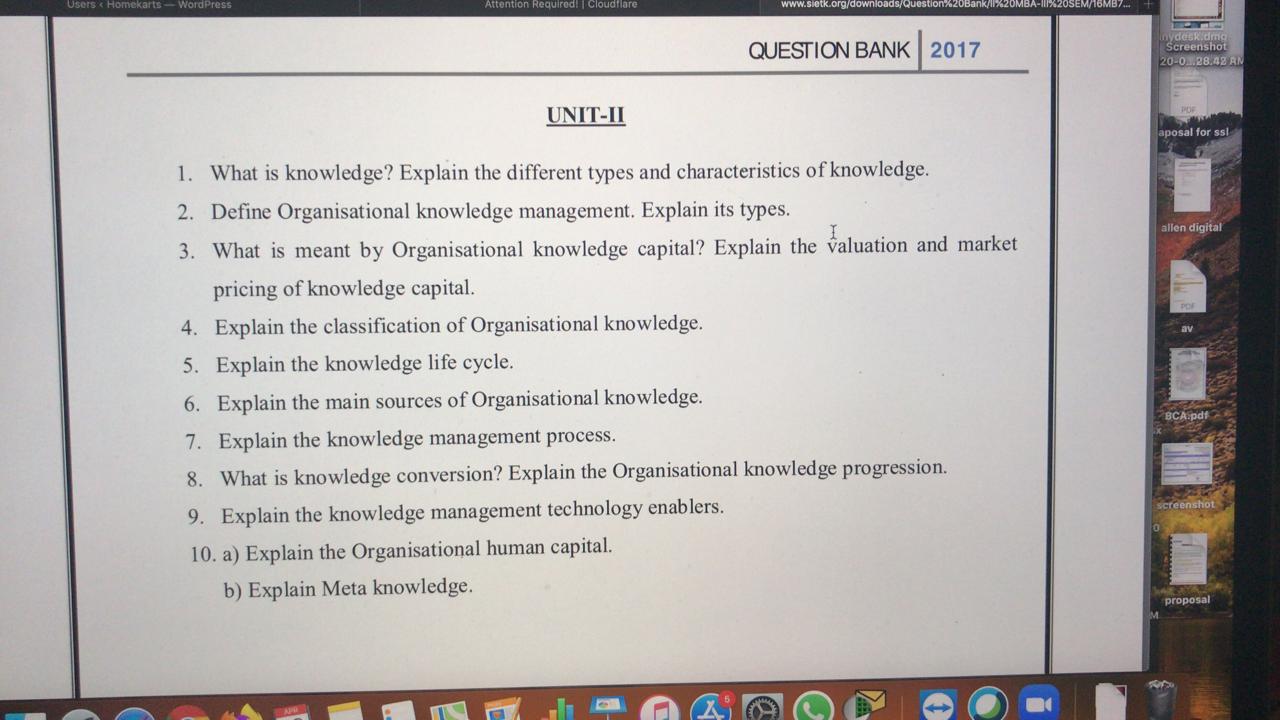 Users ‹ Homekarts — WordPress
Attention Required! | Cloudflare
www.sietk.org/downloads/Question%20Bank/II%20MBA-III%20SEM/16MB7...
QUESTION BANK 2017
UNIT-II
1. What is knowledge? Explain the different types and characteristics of knowledge.
2. Define Organisational knowledge management. Explain its types.
3. What is meant by Organisational knowledge capital? Explain the valuation and market
pricing of knowledge capital.
4. Explain the classification of Organisational knowledge.
5. Explain the knowledge life cycle.
6. Explain the main sources of Organisational knowledge.
7. Explain the knowledge management process.
8. What is knowledge conversion? Explain the Organisational knowledge progression.
9. Explain the knowledge management technology enablers.
10. a) Explain the Organisational human capital.
b) Explain Meta knowledge.
nydesk.dmg
Screenshot
20-0...28.42 AM
PDF
aposal for ssl
allen digital
PDF
av
BCA.pdf
screenshot
proposal
APR
5